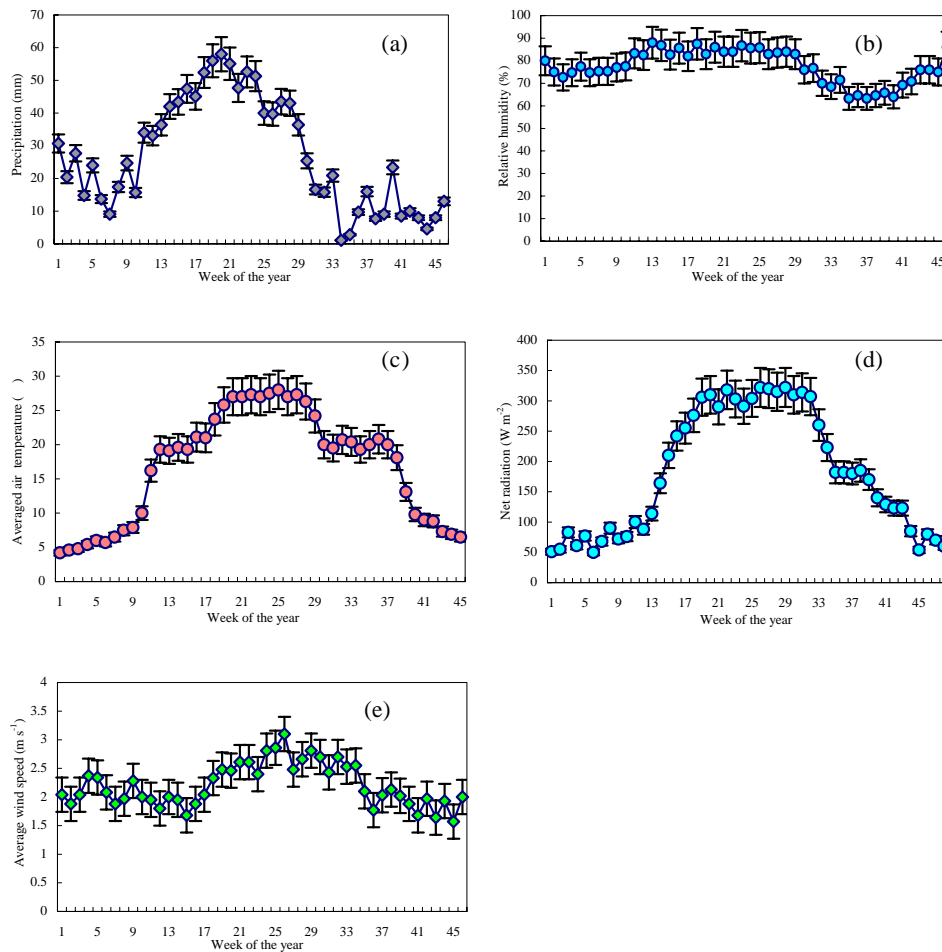 (a)
Precipitation (mm)
70
60
50
40
30
20
10
0
1 5 9 13 17 21 25 29 33 37 41 45
Week of the year
(b)
Relative humidity (%)
100
90
80
70
60
50
40
30
20
10
0
1 5 9 13 17 21 25 29 33 37 41 45
Week of the year
(c)
Averaged air temperature ( )
35
30
25
20
15
10
5
0
1 5 9 13 17 21 25 29 33 37 41 45
Week of the year
(d)
Net radiation (W m-2)
400
350
300
250
200
150
100
50
0
1 5 9 13 17 21 25 29 33 37 41 45
Week of the year
(e)
Average wind speed (m s-1)
4
3.5
3
2.5
2
1.5
1
0.5
0
1 5 9 13 17 21 25 29 33 37 41 45
Week of the year